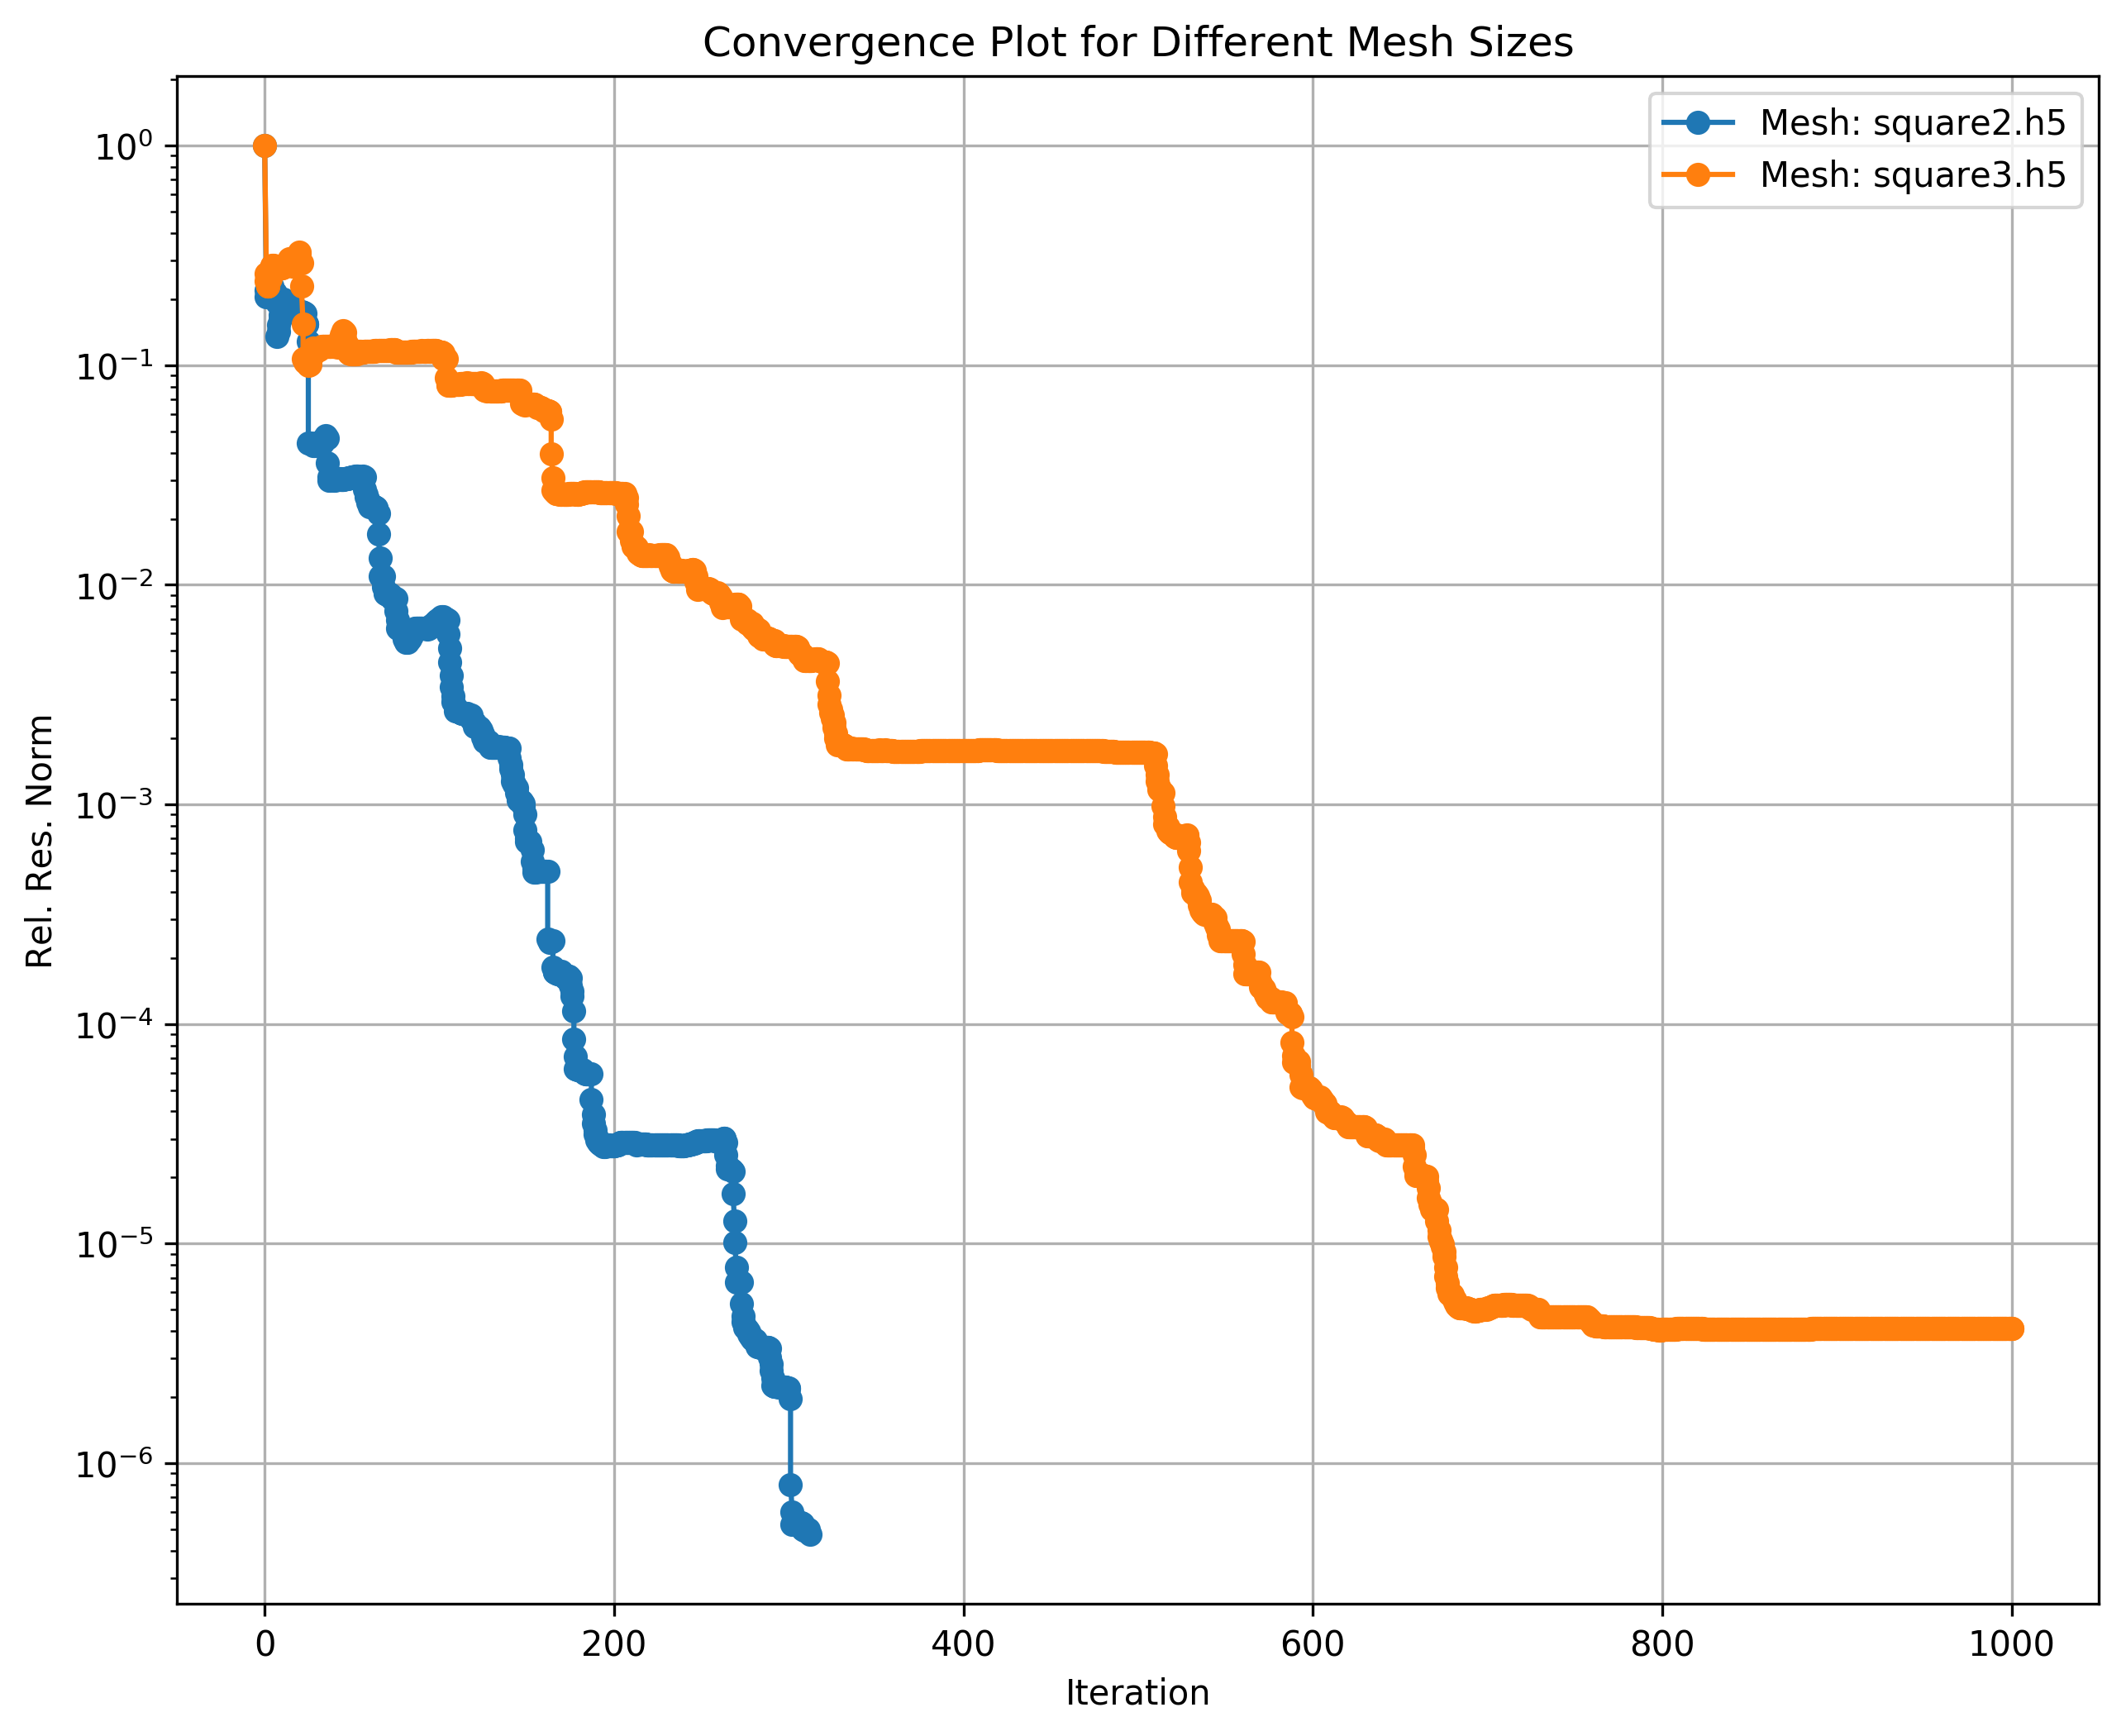 Convergence Plot for Different Mesh Sizes
Mesh: square2.h5
Mesh: square3.h5
Rel. Res. Norm
10⁰
10⁻¹
10⁻²
10⁻³
10⁻⁴
10⁻⁵
10⁻⁶
0 200 400 600 800 1000
Iteration